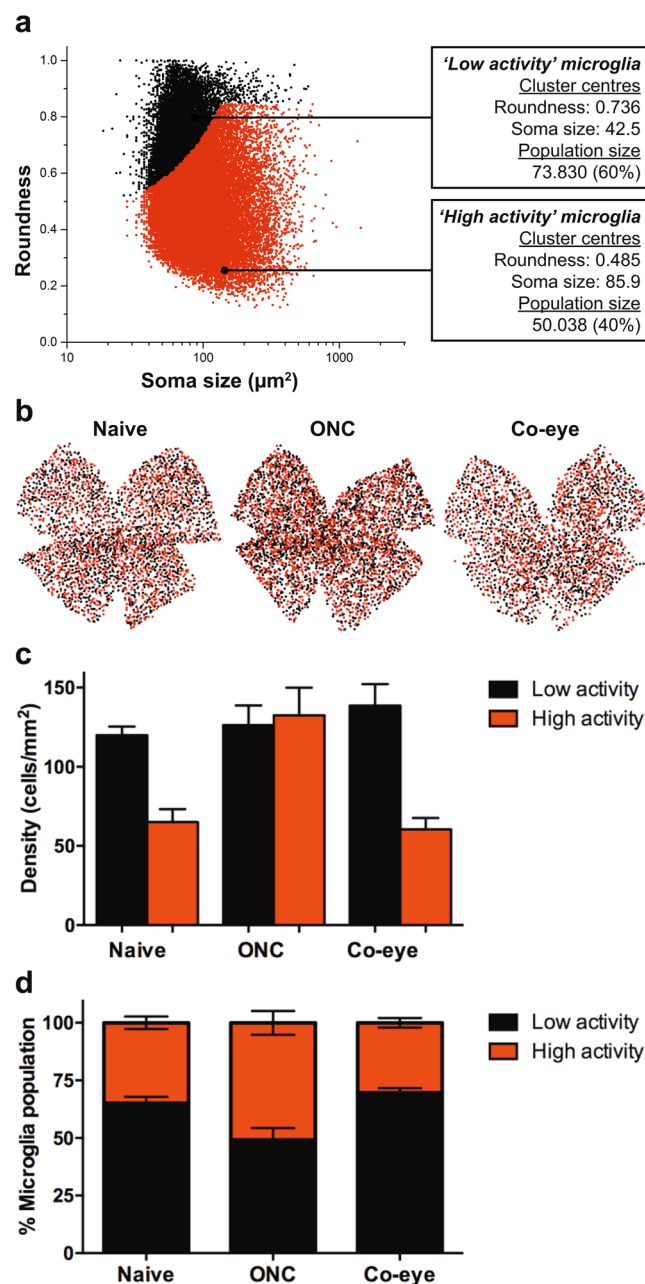 a
1.0
0.8
0.6
0.4
0.2
0.0
Roundness
10
100
1000
Soma size (µm²)
'Low activity' microglia
Cluster centres
Roundness: 0.736
Soma size: 42.5
Population size
73.830 (60%)
'High activity' microglia
Cluster centres
Roundness: 0.485
Soma size: 85.9
Population size
50.038 (40%)
b
Naive
ONC
Co-eye
c
150
100
50
0
Density (cells/mm²)
Naive
ONC
Co-eye
Low activity
High activity
d
100
75
50
25
0
% Microglia population
Naive
ONC
Co-eye
Low activity
High activity